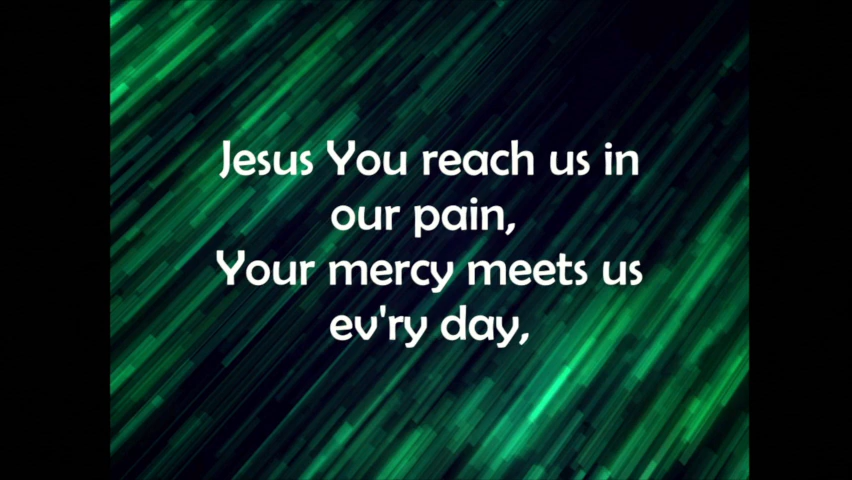 Jesus You reach us in
our pain,
Your mercy meets us
ev'ry day,